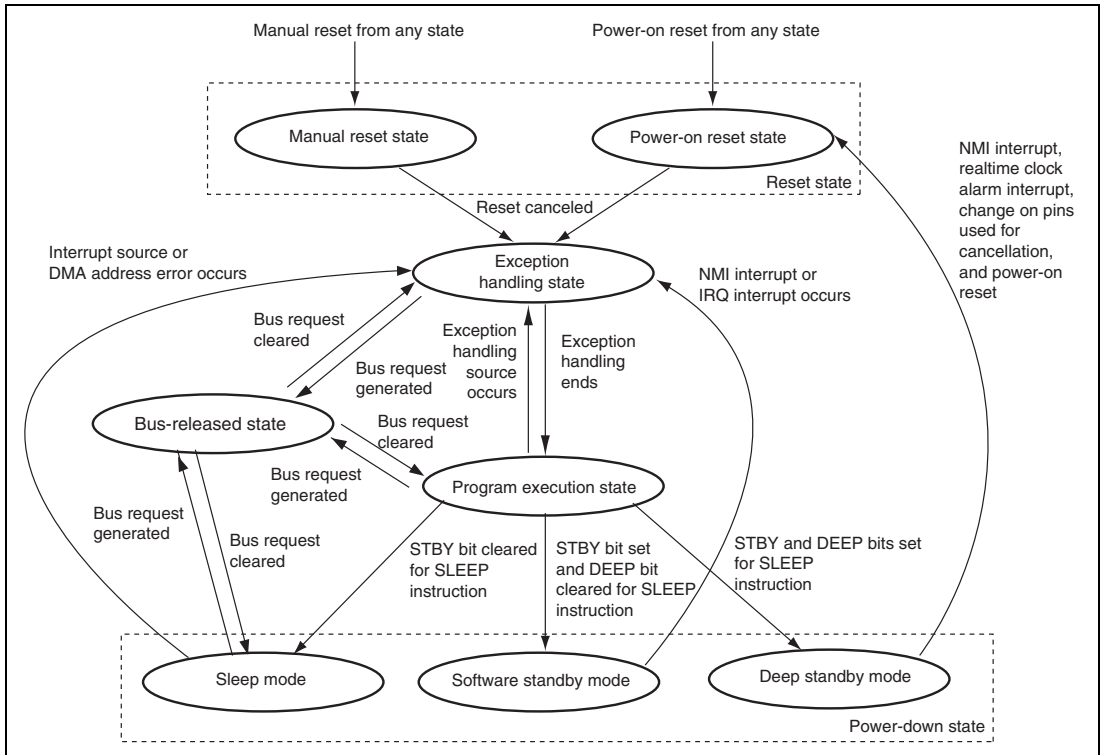 Manual reset from any state
Power-on reset from any state
Manual reset state
Power-on reset state
Reset state
NMI interrupt,
realtime clock
alarm interrupt,
change on pins
used for
cancellation,
and power-on
reset
Reset canceled
Interrupt source or
DMA address error occurs
Exception
handling state
NMI interrupt or
IRQ interrupt occurs
Bus request
cleared
Bus request
generated
Exception
handling
source
occurs
Exception
handling
ends
Bus-released state
Bus request
cleared
Bus request
generated
Program execution state
Bus request
generated
Bus request
cleared
STBY bit cleared
for SLEEP
instruction
STBY bit set
and DEEP bit
cleared for SLEEP
instruction
STBY and DEEP bits set
for SLEEP
instruction
Sleep mode
Software standby mode
Deep standby mode
Power-down state